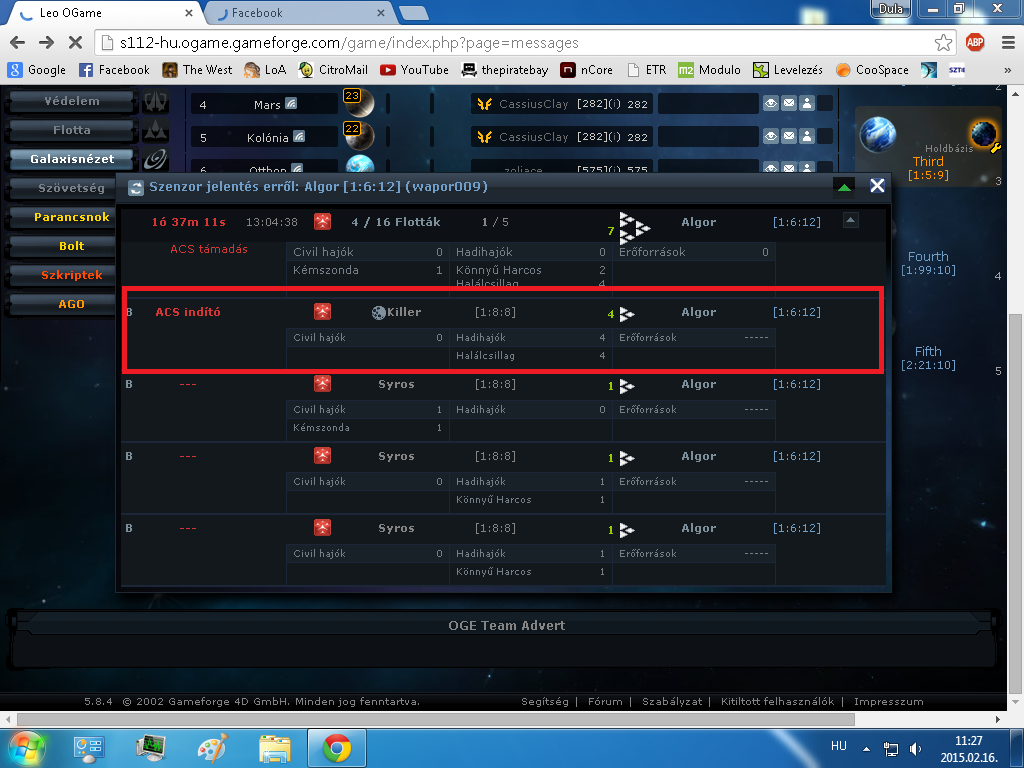 Leo OGame
Facebook
Dula
s112-hu.ogame.gameforge.com/game/index.php?page=messages
ABP
Google Facebook The West LoA CitroMail YouTube thepiratebay nCore ETR Modulo Levelezés CooSpace »
Védelem
Flotta
Galaxisnézet
Szövetség
Parancsnok
Bolt
Szkriptek
AGO
4 Mars 23 CassiusClay [282](i) 282
5 Kolónia 22 CassiusClay [282](i) 282
2
Holdbázis
Third
[1:5:9]
3
Fourth
[1:99:10]
4
Fifth
[2:21:10]
5
Szenzor jelentés erről: Algor [1:6:12] (wapor009)
1ó 37m 11s 13:04:38 4 / 16 Flották 1 / 5 7 Algor [1:6:12]
ACS támadás Civil hajók 0 Hadihajók 0 Erőforrások 0
Kémszonda 1 Könnyű Harcos 2
Halálcsillag 4
B ACS indító Killer [1:8:8] 4 Algor [1:6:12]
Civil hajók 0 Hadihajók 4 Erőforrások -----
Halálcsillag 4
B --- Syros [1:8:8] 1 Algor [1:6:12]
Civil hajók 1 Hadihajók 0 Erőforrások -----
Kémszonda 1
B --- Syros [1:8:8] 1 Algor [1:6:12]
Civil hajók 0 Hadihajók 1 Erőforrások -----
Könnyű Harcos 1
B --- Syros [1:8:8] 1 Algor [1:6:12]
Civil hajók 0 Hadihajók 1 Erőforrások -----
Könnyű Harcos 1
OGE Team Advert
5.8.4 © 2002 Gameforge 4D GmbH. Minden jog fenntartva. Segítség | Fórum | Szabályzat | Kitiltott felhasználók | Impresszum
HU
11:27
2015.02.16.